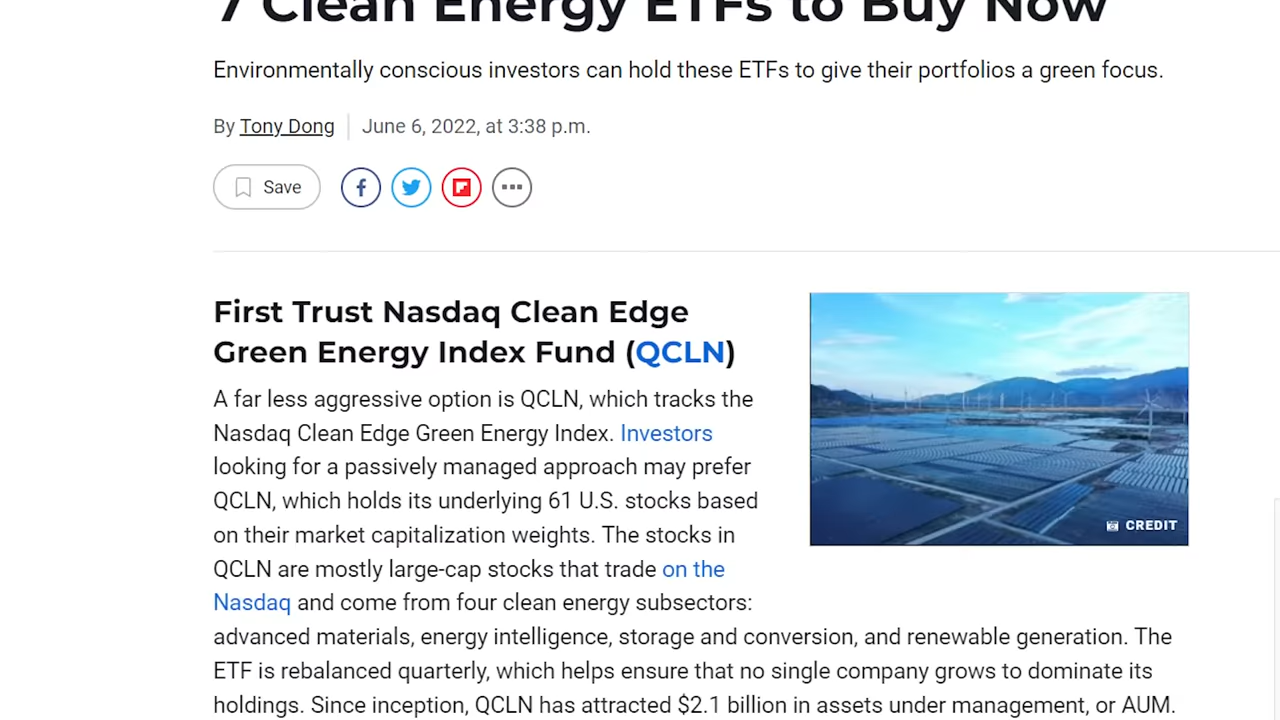 7 Clean Energy ETFs to Buy Now
Environmentally conscious investors can hold these ETFs to give their portfolios a green focus.
By Tony Dong | June 6, 2022, at 3:38 p.m.
Save
First Trust Nasdaq Clean Edge
Green Energy Index Fund (QCLN)
A far less aggressive option is QCLN, which tracks the
Nasdaq Clean Edge Green Energy Index. Investors
looking for a passively managed approach may prefer
QCLN, which holds its underlying 61 U.S. stocks based
on their market capitalization weights. The stocks in
QCLN are mostly large-cap stocks that trade on the
Nasdaq and come from four clean energy subsectors:
CREDIT
advanced materials, energy intelligence, storage and conversion, and renewable generation. The
ETF is rebalanced quarterly, which helps ensure that no single company grows to dominate its
holdings. Since inception, QCLN has attracted $2.1 billion in assets under management, or AUM.